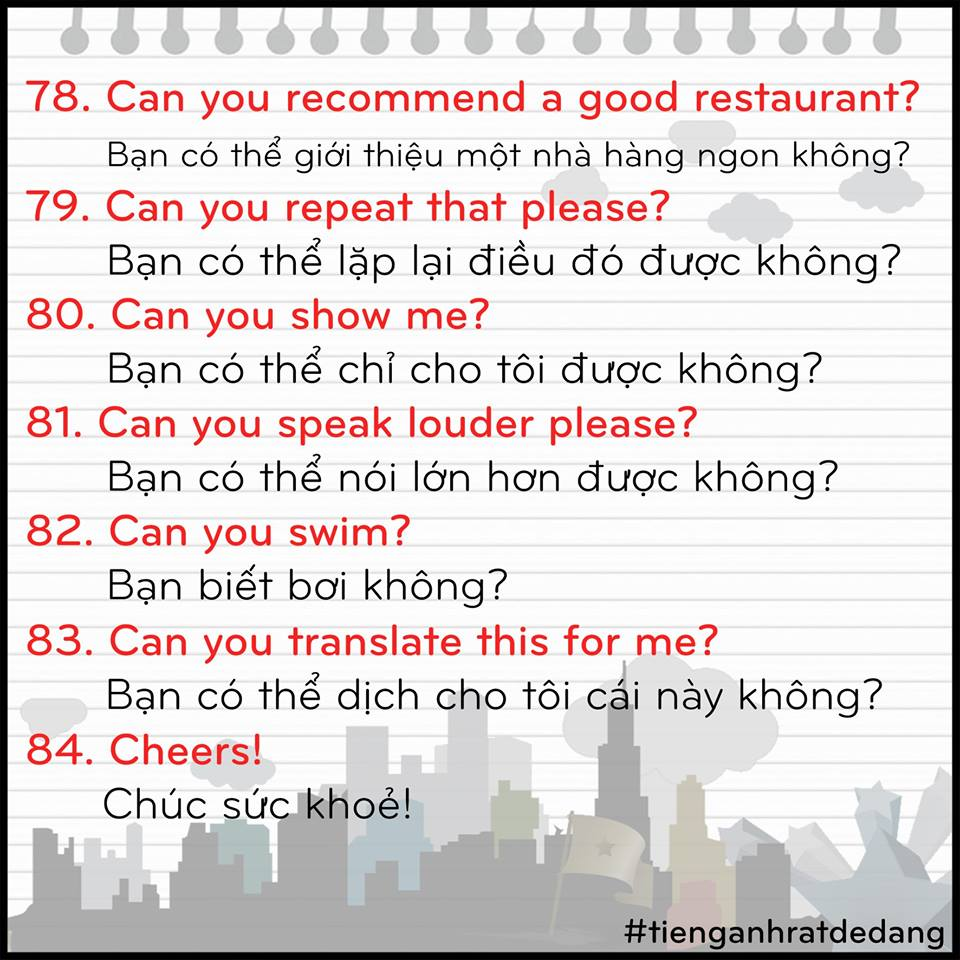 78. Can you recommend a good restaurant?
Bạn có thể giới thiệu một nhà hàng ngon không?
79. Can you repeat that please?
Bạn có thể lặp lại điều đó được không?
80. Can you show me?
Bạn có thể chỉ cho tôi được không?
81. Can you speak louder please?
Bạn có thể nói lớn hơn được không?
82. Can you swim?
Bạn biết bơi không?
83. Can you translate this for me?
Bạn có thể dịch cho tôi cái này không?
84. Cheers!
Chúc sức khoẻ!
#tienganhratdedang